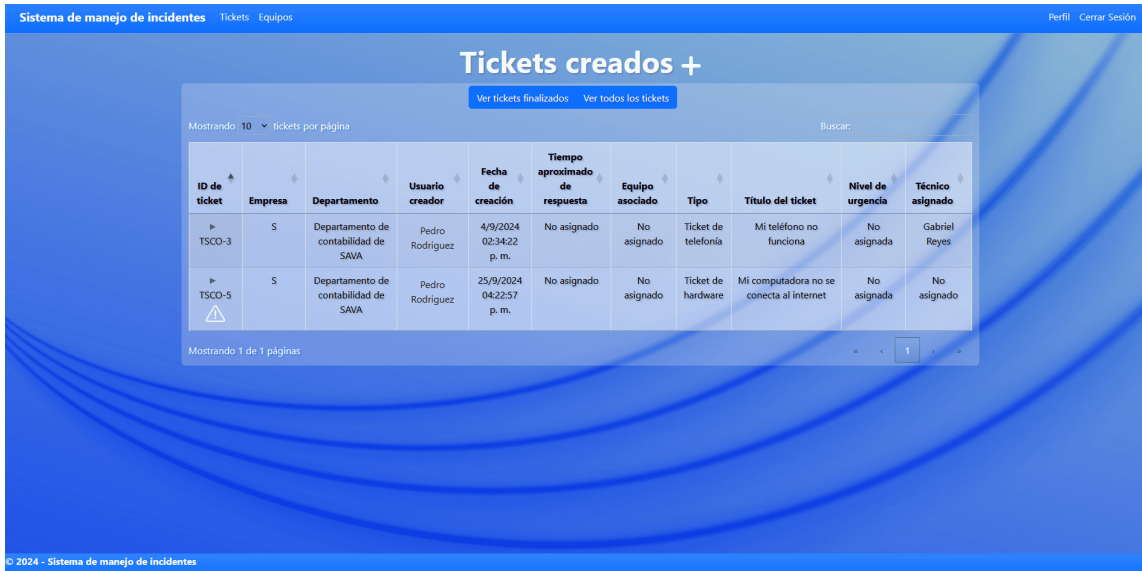 Sistema de manejo de incidentes Tickets Equipos Perfil Cerrar Sesión
Tickets creados +
Ver tickets finalizados Ver todos los tickets
Mostrando 10 tickets por página Buscar:
Tiempo
Fecha aproximado
ID de Usuario de de Equipo Nivel de Técnico
ticket Empresa Departamento creador creación respuesta asociado Tipo Título del ticket urgencia asignado
S Departamento de 4/9/2024 No asignado No Ticket de Mi teléfono no No Gabriel
TSCO-3 contabilidad de Pedro Rodriguez 02:34:22 asignado telefonía funciona asignada Reyes
SAVA p. m.
S Departamento de 25/9/2024 No asignado No Ticket de Mi computadora no se No No
TSCO-5 contabilidad de Pedro Rodriguez 04:22:57 asignado hardware conecta al internet asignada asignado
SAVA p. m.
Mostrando 1 de 1 páginas « ‹ 1 › »
© 2024 - Sistema de manejo de incidentes